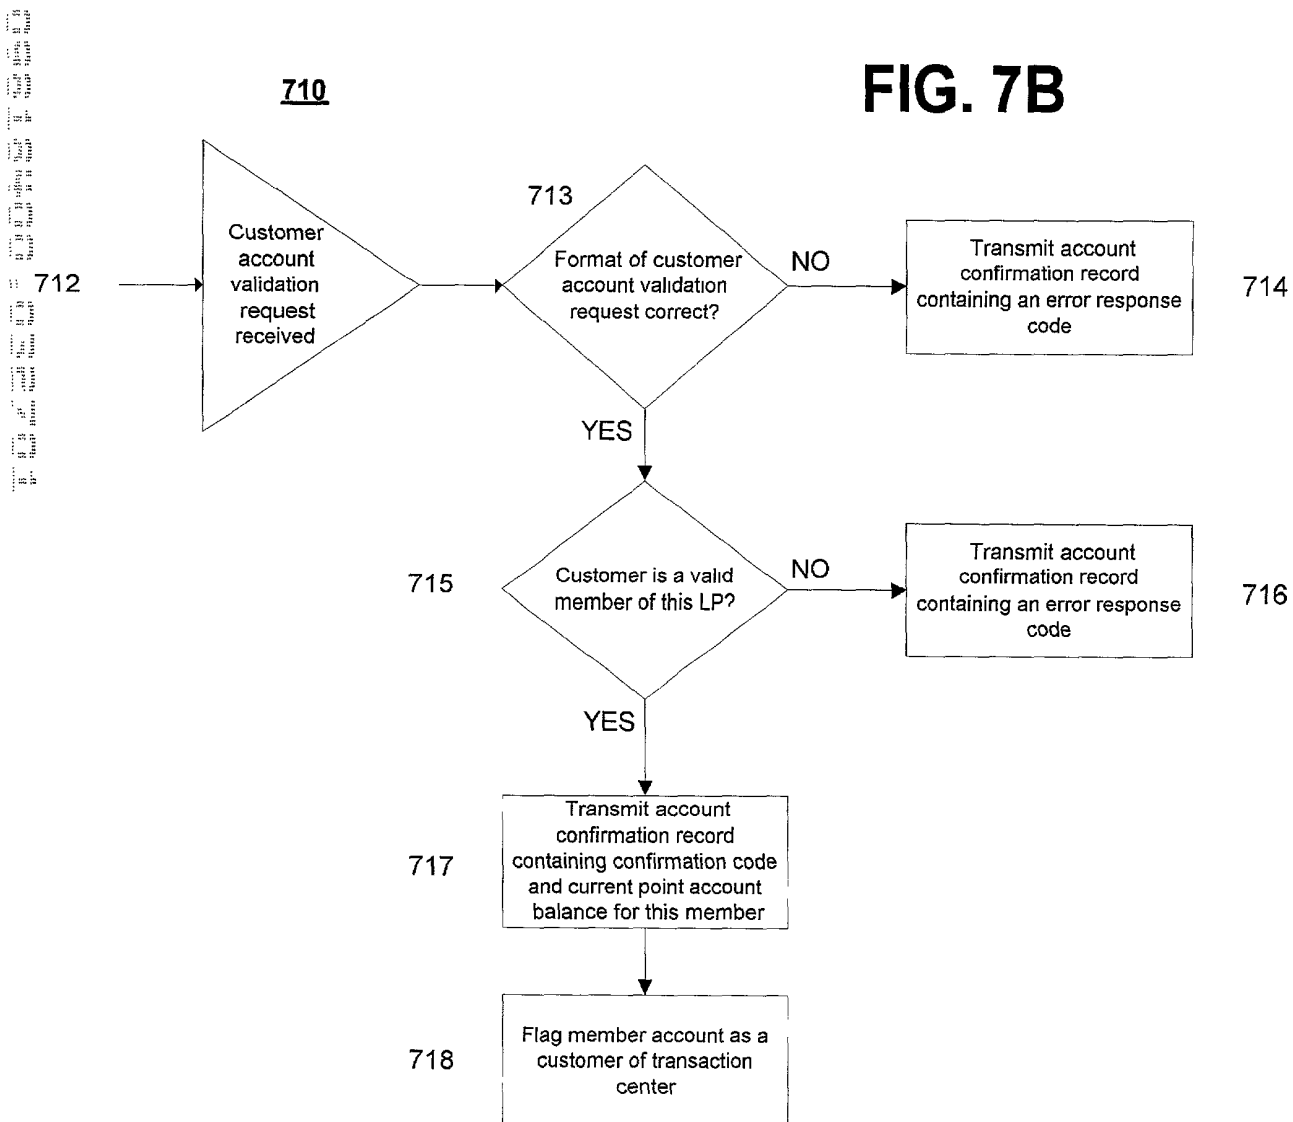 710
FIG. 7B
712
Customer
account
validation
request
received
713
Format of customer
account validation
request correct?
NO
Transmit account
confirmation record
containing an error response
code
714
YES
715
Customer is a valid
member of this LP?
NO
Transmit account
confirmation record
containing an error response
code
716
YES
717
Transmit account
confirmation record
containing confirmation code
and current point account
balance for this member
718
Flag member account as a
customer of transaction
center